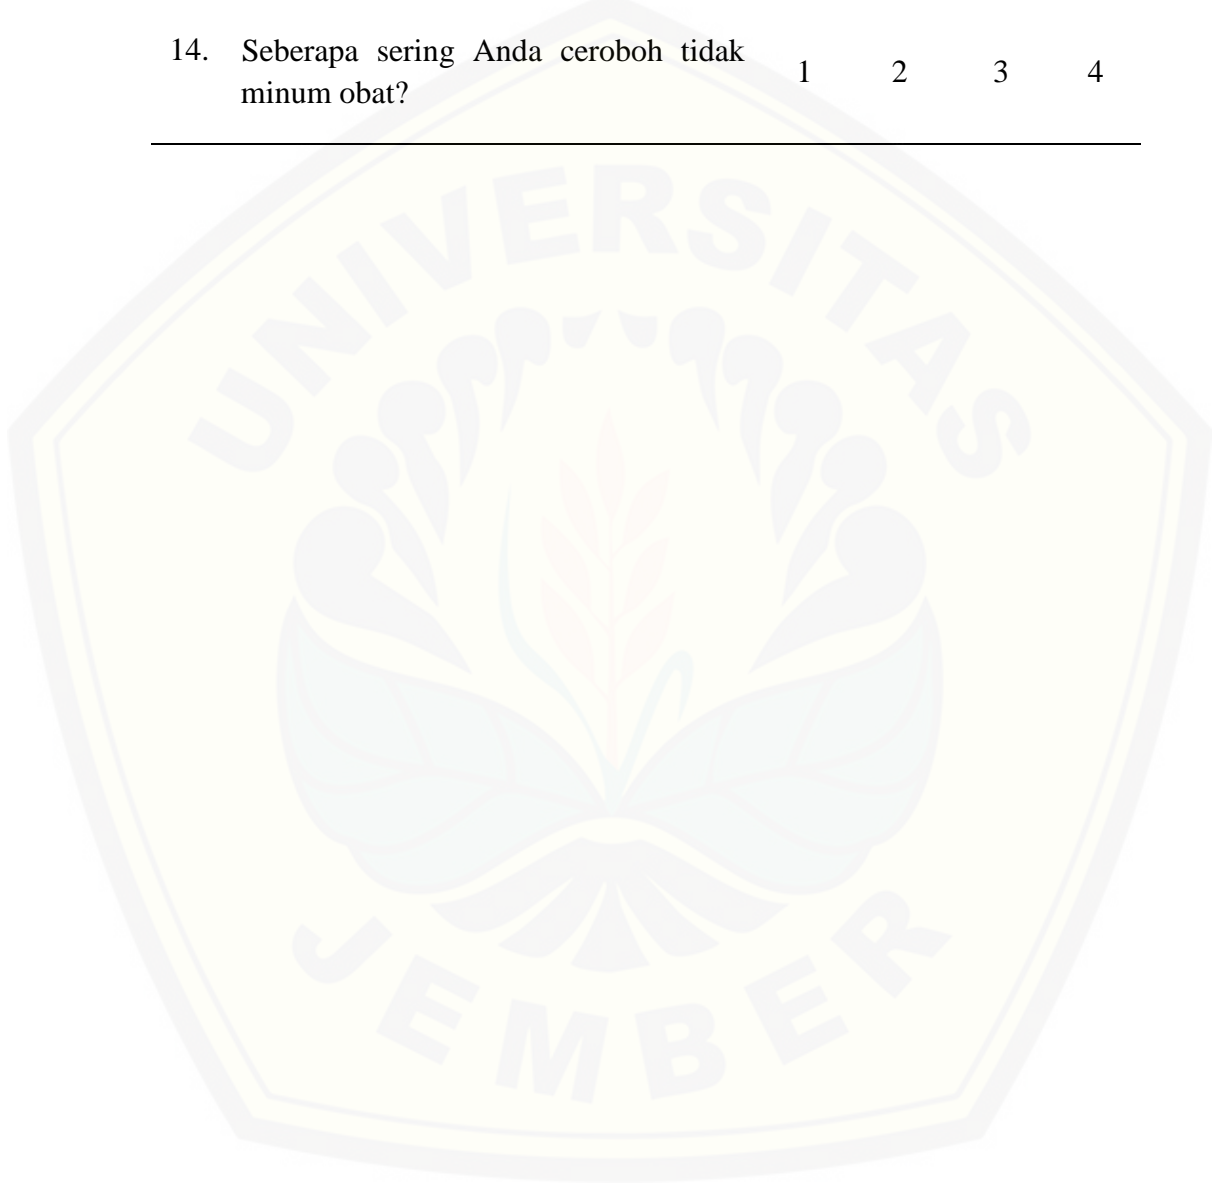 14. Seberapa sering Anda ceroboh tidak 1 2 3 4
minum obat?
UNIVERSITAS
JEMBER